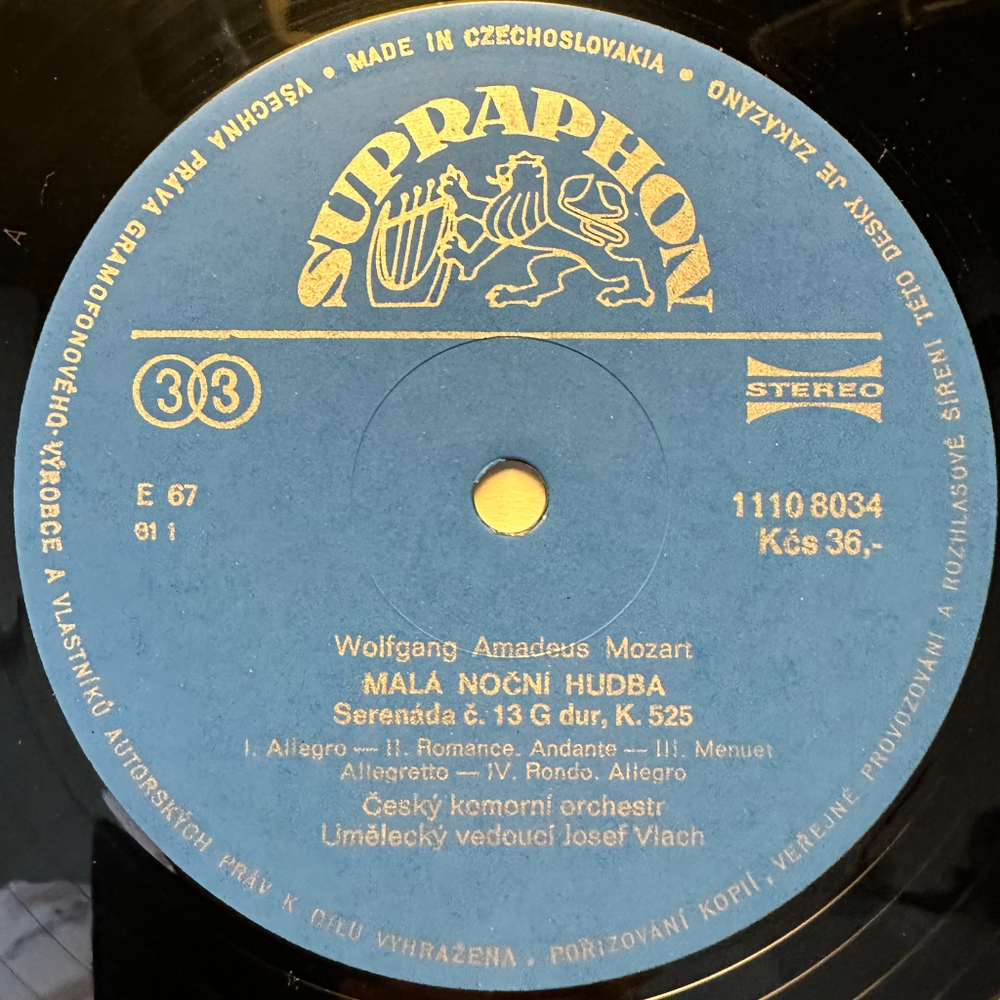 VŠECHNA PRÁVA GRAMOFONOVÉHO VÝROBCE A VLASTNÍKŮ AUTORSKÝCH PRÁV K DÍLU VYHRAŽENA. POŘIZOVÁNÍ KOPIÍ, VEŘEJNÉ PROVOZOVÁNÍ A ROZHLASOVÉ ŠÍŘENÍ TÉTO DESKY JE ZAKÁZÁNO
• MADE IN CZECHOSLOVAKIA •
SUPRAPHON
33
STEREO
E 67
1110 8034
01 1
Kčs 36,-
Wolfgang Amadeus Mozart
MALÁ NOČNÍ HUDBA
Serenáda č. 13 G dur, K. 525
I. Allegro — II. Romance. Andante — III. Menuet
Allegretto — IV. Rondo. Allegro
Český komorní orchestr
Umělecký vedoucí Josef Vlach